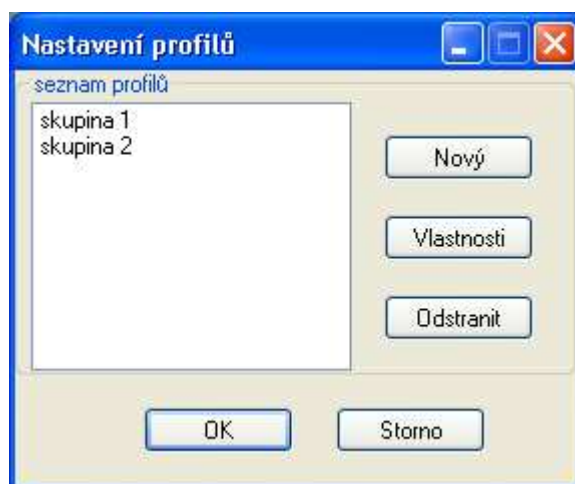 Nastavení profilů
seznam profilů
skupina 1
skupina 2
Nový
Vlastnosti
Odstranit
OK
Storno